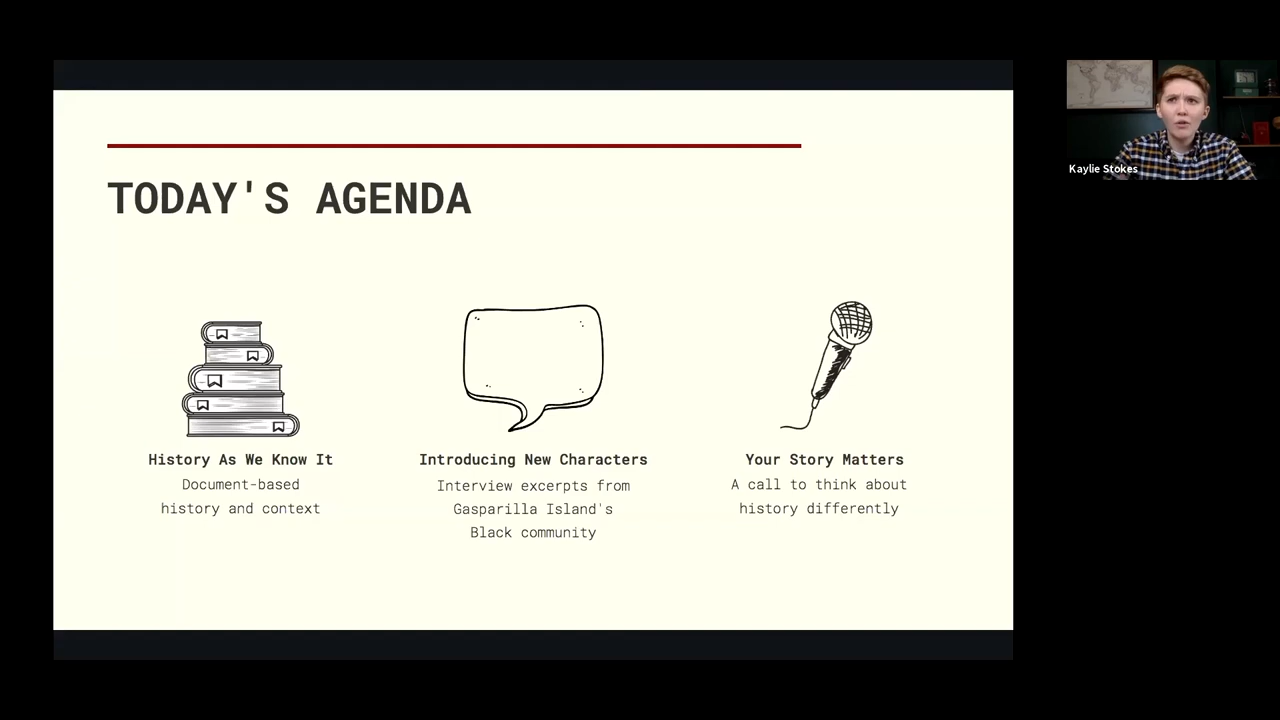 TODAY'S AGENDA
History As We Know It
Document-based
history and context
Introducing New Characters
Interview excerpts from
Gasparilla Island's
Black community
Your Story Matters
A call to think about
history differently
Kaylie Stokes